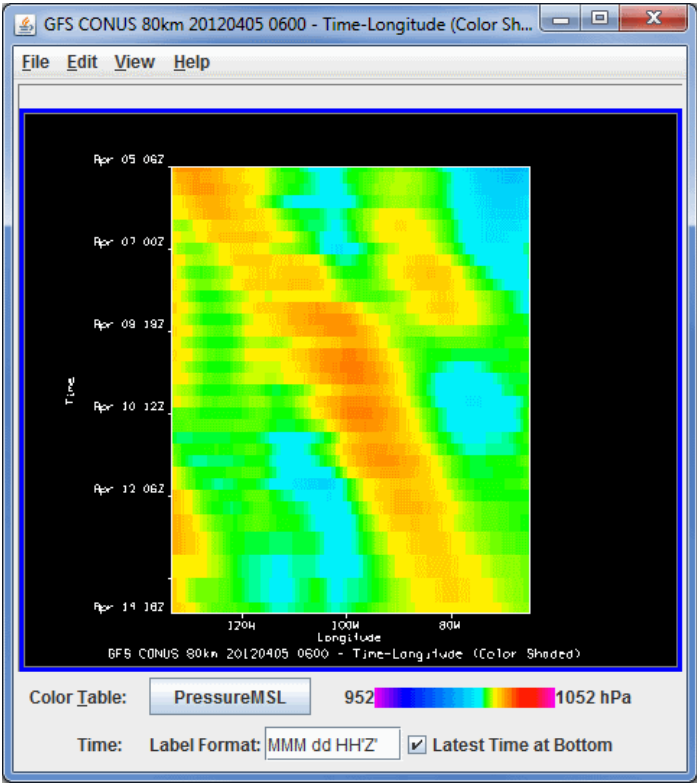 GFS CONUS 80km 20120405 0600 - Time-Longitude (Color Sh...
File Edit View Help
Apr 05 06Z
Apr 07 00Z
Apr 08 18Z
Time
Apr 10 12Z
Apr 12 06Z
Apr 14 18Z
120W 100W 80W
Longitude
GFS CONUS 80km 20120405 0600 - Time-Longitude (Color Shaded)
Color Table: PressureMSL 952 1052 hPa
Time: Label Format: MMM dd HH'Z' Latest Time at Bottom